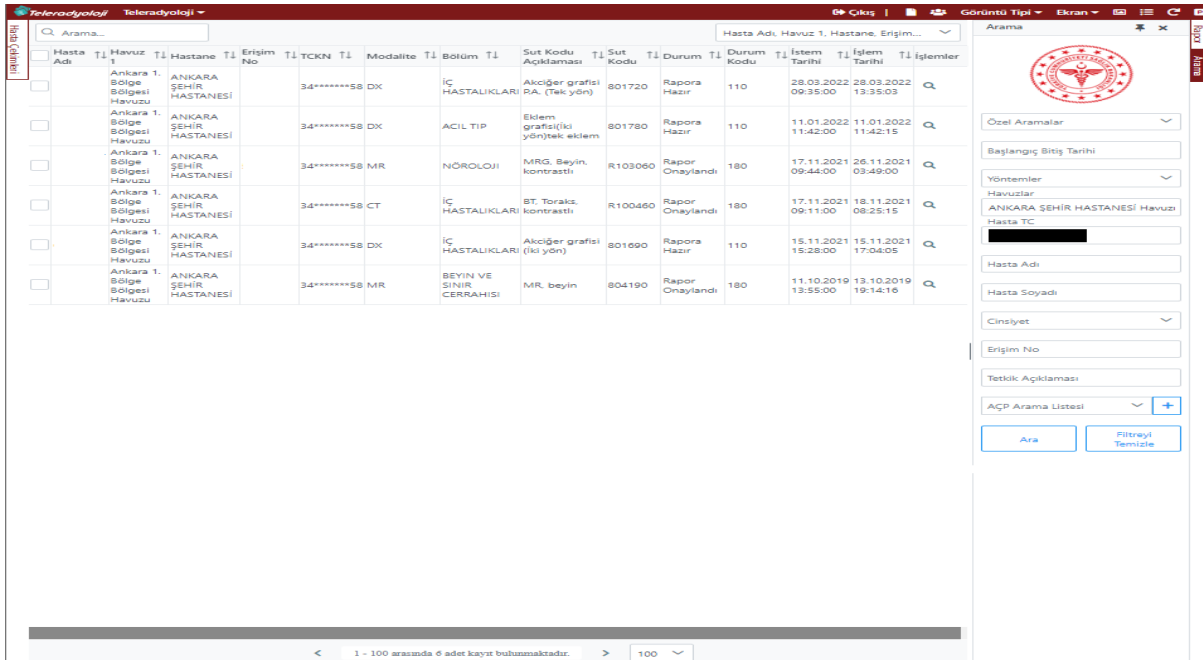 Teleradyoloji Teleradyoloji Çıkış | Görüntü Tipi Ekran
Hasta Çekimleri
Arama...
Hasta Adı, Havuz 1, Hastane, Erişim...
Hasta Adı Havuz 1 Hastane Erişim No TCKN Modalite Bölüm Sut Kodu Açıklaması Sut Kodu Durum Durum Kodu İstem Tarihi İşlem Tarihi İşlemler
Ankara 1. Bölge Bölgesi Havuzu ANKARA ŞEHİR HASTANESİ 34*******58 DX İÇ HASTALIKLARI Akciğer grafisi P.A. (Tek yön) 801720 Rapora Hazır 110 28.03.2022 09:35:00 28.03.2022 13:35:03
Ankara 1. Bölge Bölgesi Havuzu ANKARA ŞEHİR HASTANESİ 34*******58 DX ACIL TIP Eklem grafisi(İki yön)tek eklem 801780 Rapora Hazır 110 11.01.2022 11:42:00 11.01.2022 11:42:15
Ankara 1. Bölge Bölgesi Havuzu ANKARA ŞEHİR HASTANESİ 34*******58 MR NÖROLOJİ MRG, Beyin, kontrastlı R103060 Rapor Onaylandı 180 17.11.2021 09:44:00 26.11.2021 03:49:00
Ankara 1. Bölge Bölgesi Havuzu ANKARA ŞEHİR HASTANESİ 34*******58 CT İÇ HASTALIKLARI BT, Toraks, kontrastlı R100460 Rapor Onaylandı 180 17.11.2021 09:11:00 18.11.2021 08:25:15
Ankara 1. Bölge Bölgesi Havuzu ANKARA ŞEHİR HASTANESİ 34*******58 DX İÇ HASTALIKLARI Akciğer grafisi (İki yön) 801690 Rapora Hazır 110 15.11.2021 15:28:00 15.11.2021 17:04:05
Ankara 1. Bölge Bölgesi Havuzu ANKARA ŞEHİR HASTANESİ 34*******58 MR BEYIN VE SINIR CERRAHISI MR, beyin 804190 Rapor Onaylandı 180 11.10.2019 13:55:00 13.10.2019 19:14:16
< 1 - 100 arasında 6 adet kayıt bulunmaktadır. > 100
Arama
Rapor
Arama
Özel Aramalar
Başlangıç Bitiş Tarihi
Yöntemler
Havuzlar
ANKARA ŞEHİR HASTANESİ Havuzı
Hasta TC
Hasta Adı
Hasta Soyadı
Cinsiyet
Erişim No
Tetkik Açıklaması
AÇP Arama Listesi
Ara
Filtreyi
Temizle